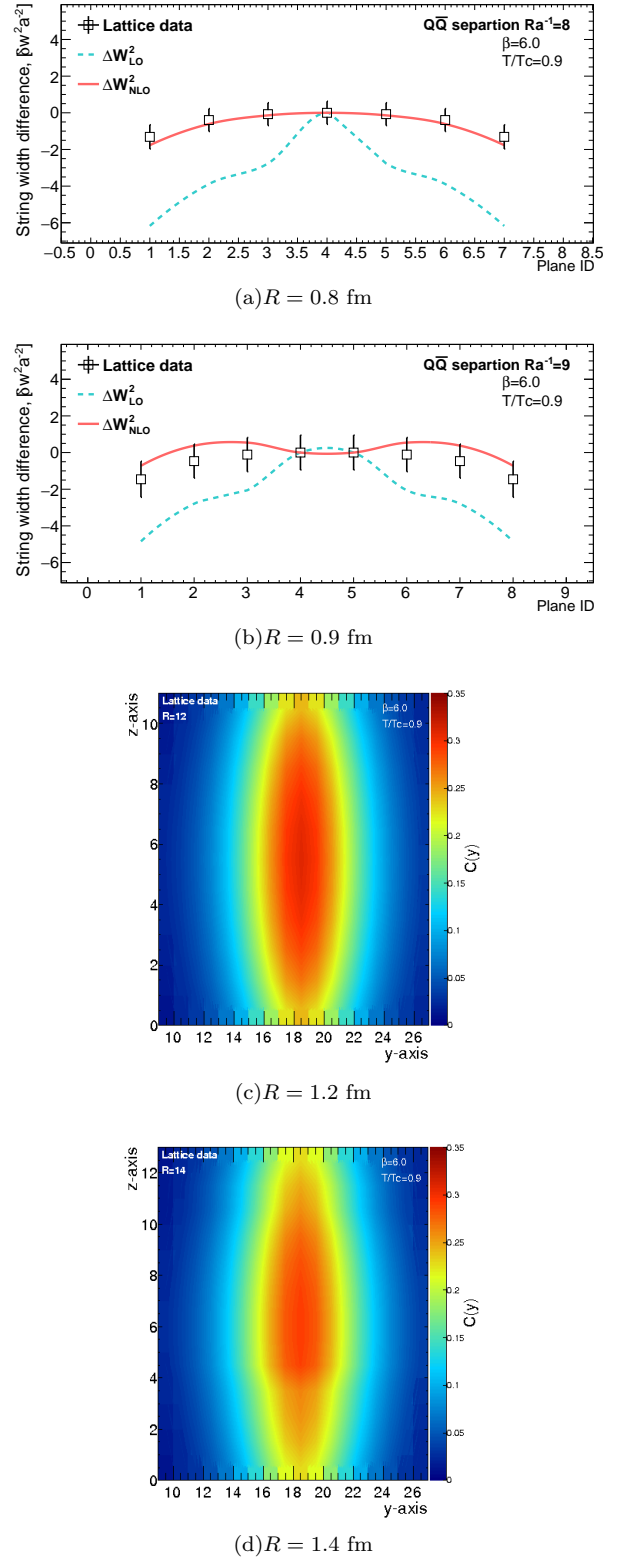 Lattice data
ΔW²LO
ΔW²NLO
QQ̅ separtion Ra⁻¹=8
β=6.0
T/Tc=0.9
4
2
0
−2
−4
−6
−0.5 0 0.5 1 1.5 2 2.5 3 3.5 4 4.5 5 5.5 6 6.5 7 7.5 8 8.5
Plane ID
(a)R = 0.8 fm
Lattice data
ΔW²LO
ΔW²NLO
QQ̅ separtion Ra⁻¹=9
β=6.0
T/Tc=0.9
4
2
0
−2
−4
−6
0 1 2 3 4 5 6 7 8 9
Plane ID
(b)R = 0.9 fm
z-axis
Lattice data
R=12
β=6.0
T/Tc=0.9
10
8
6
4
2
0
10 12 14 16 18 20 22 24 26
y-axis
0.35
0.3
0.25
0.2
0.15
0.1
0.05
0
C(y)
(c)R = 1.2 fm
z-axis
Lattice data
R=14
β=6.0
T/Tc=0.9
12
10
8
6
4
2
0
10 12 14 16 18 20 22 24 26
y-axis
0.35
0.3
0.25
0.2
0.15
0.1
0.05
0
C(y)
(d)R = 1.4 fm
String width difference,
String width difference,